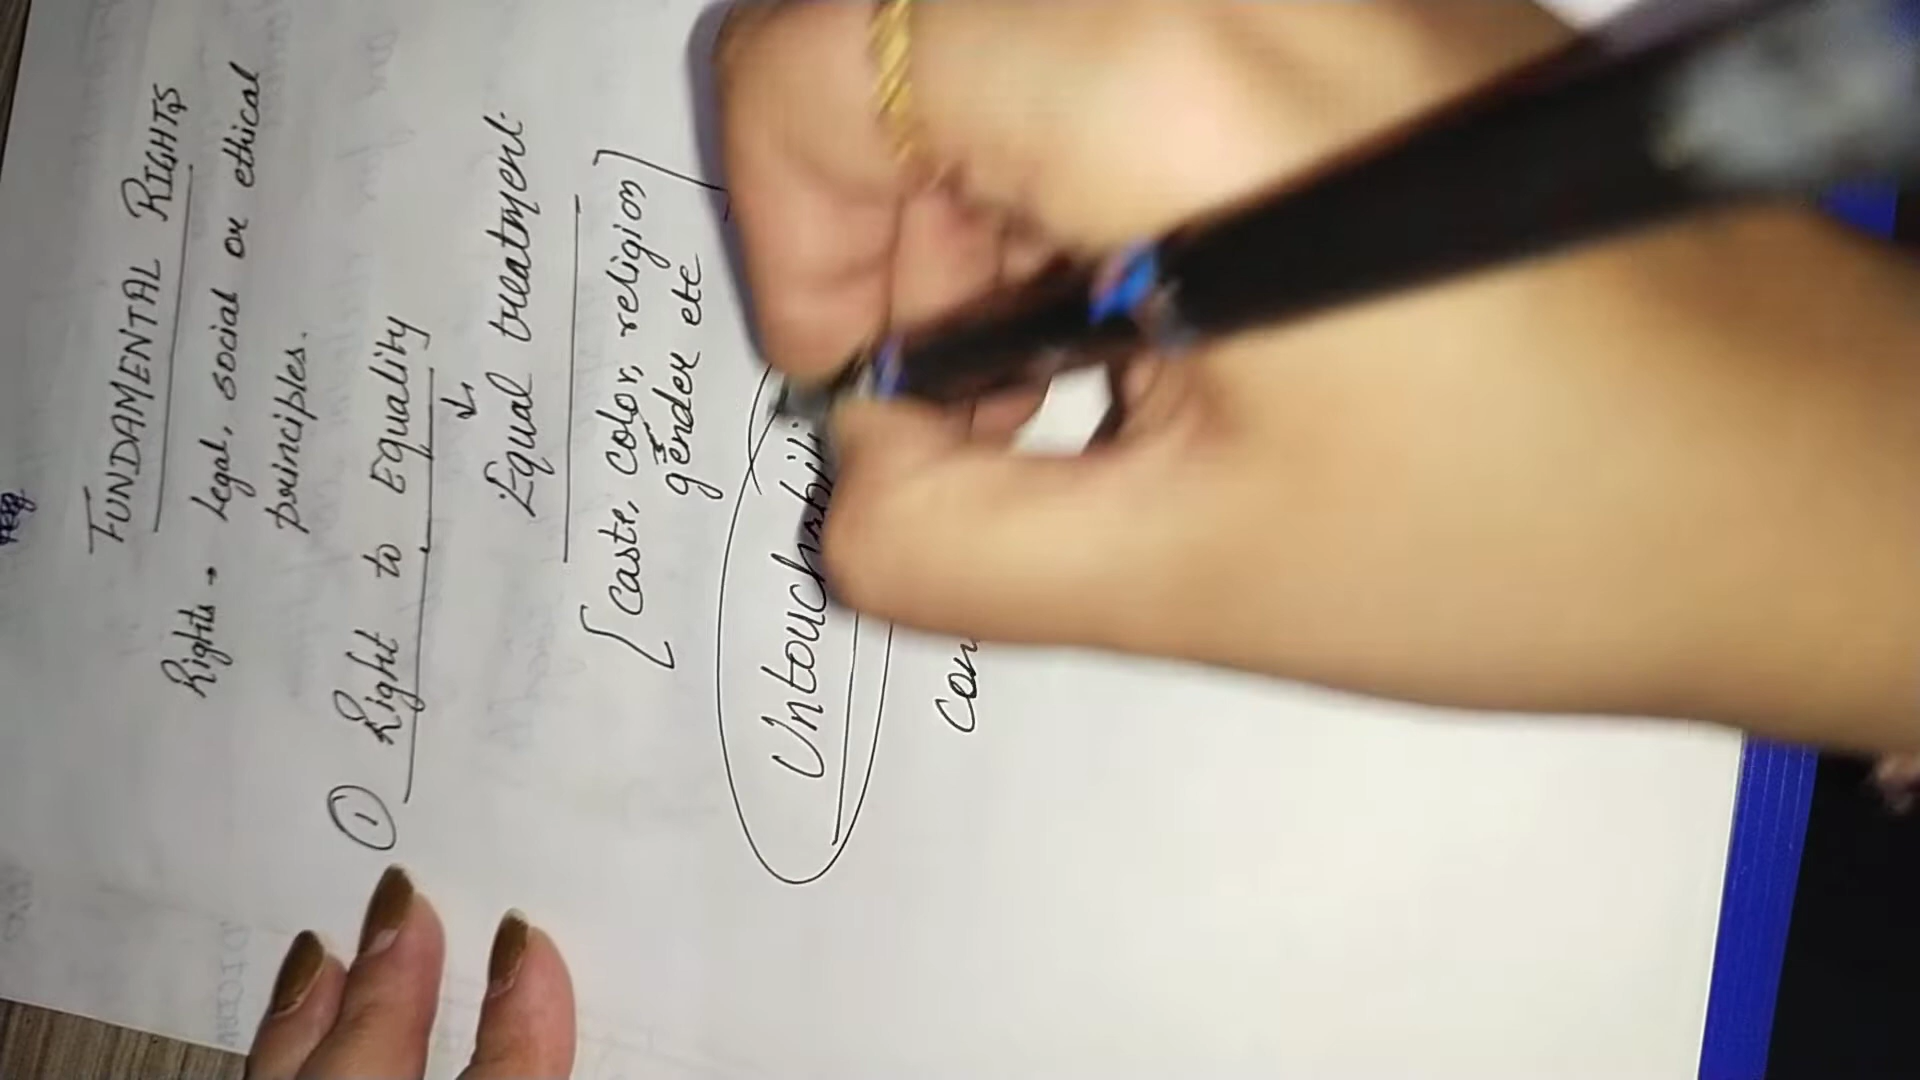 FUNDAMENTAL RIGHTS
Rights → Legal, social or ethical
principles.
① Right to Equality
↓
Equal treatment.
[caste, color, religion]
gender etc